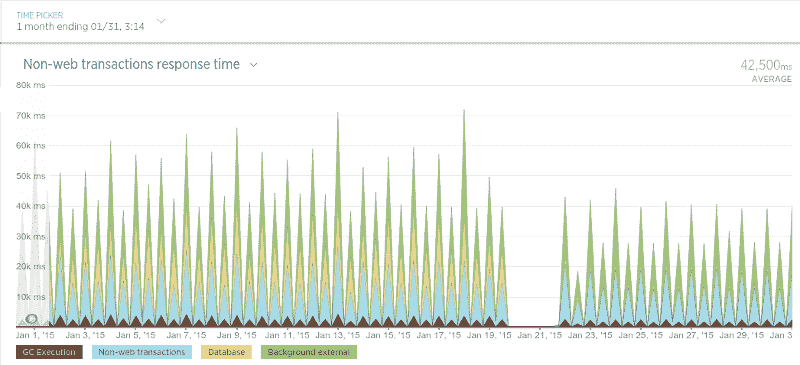 TIME PICKER
1 month ending 01/31, 3:14
Non-web transactions response time
42,500ms
AVERAGE
80k ms
70k ms
60k ms
50k ms
40k ms
30k ms
20k ms
10k ms
Jan 1, '15 Jan 3, '15 Jan 5, '15 Jan 7, '15 Jan 9, '15 Jan 11, '15 Jan 13, '15 Jan 15, '15 Jan 17, '15 Jan 19, '15 Jan 21, '15 Jan 23, '15 Jan 25, '15 Jan 27, '15 Jan 29, '15 Jan 3
GC Execution Non-web transactions Database Background external